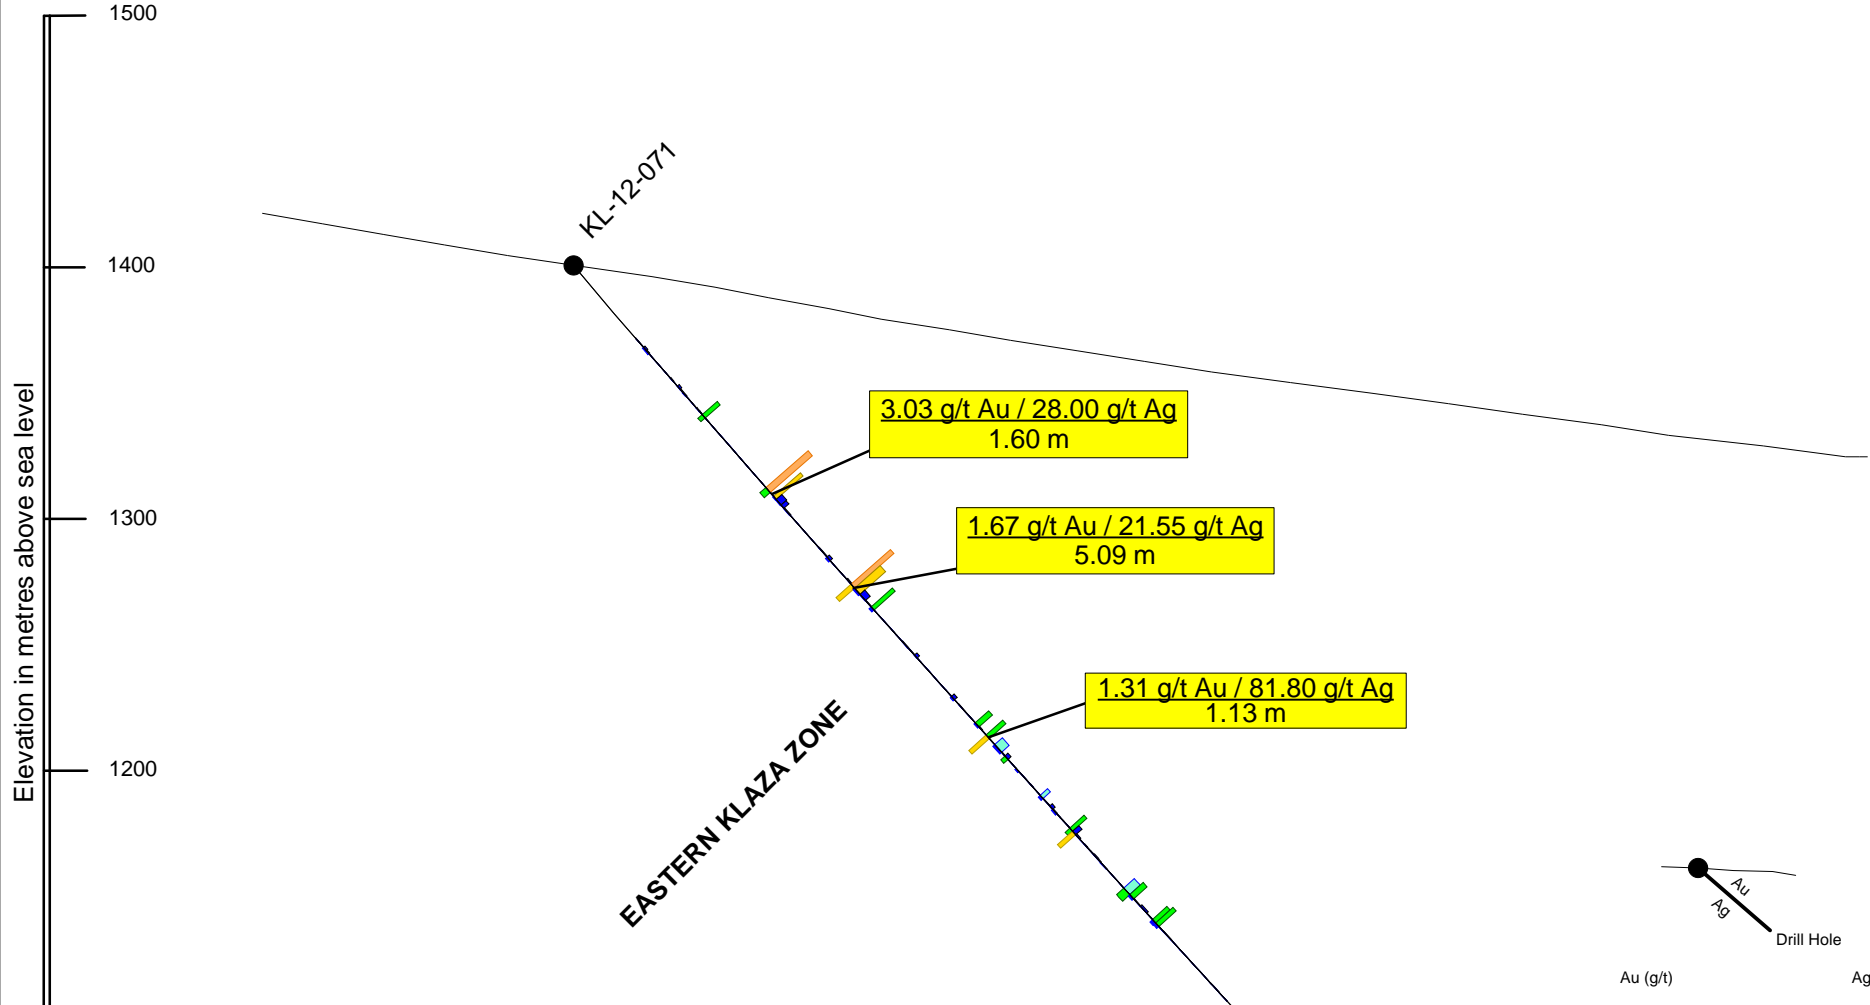 1500
KL-12-071
1400
3.03 g/t Au / 28.00 g/t Ag
1.60 m
1300
1.67 g/t Au / 21.55 g/t Ag
5.09 m
Elevation in metres above sea level
1.31 g/t Au / 81.80 g/t Ag
1.13 m
1200
EASTERN KLAZA ZONE
Au
Ag
Drill Hole
Au (g/t)
Ag